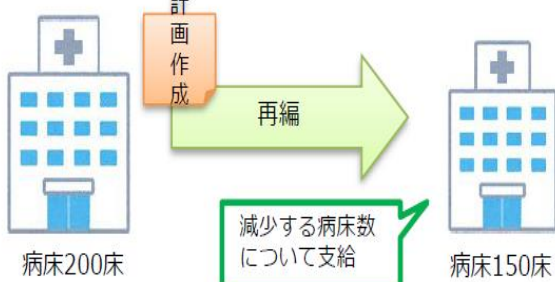 計
画
作
成
再編
減少する病床数
について支給
病床200床
病床150床